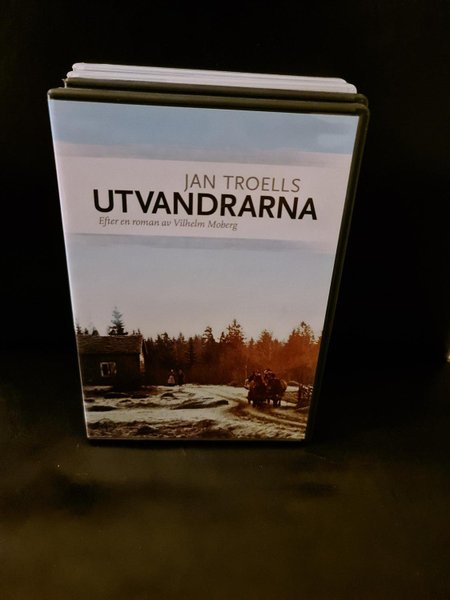 JAN TROELLS
UTVANDRARNA
Efter en roman av Vilhelm Moberg